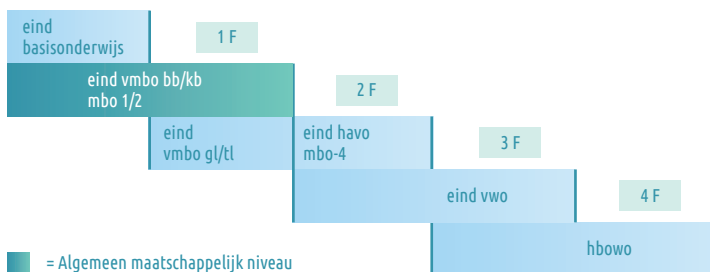 eind
basisonderwijs
1 F
eind vmbo bb/kb
mbo 1/2
2 F
eind
vmbo gl/tl
eind havo
mbo-4
3 F
eind vwo
4 F
hbowo
= Algemeen maatschappelijk niveau